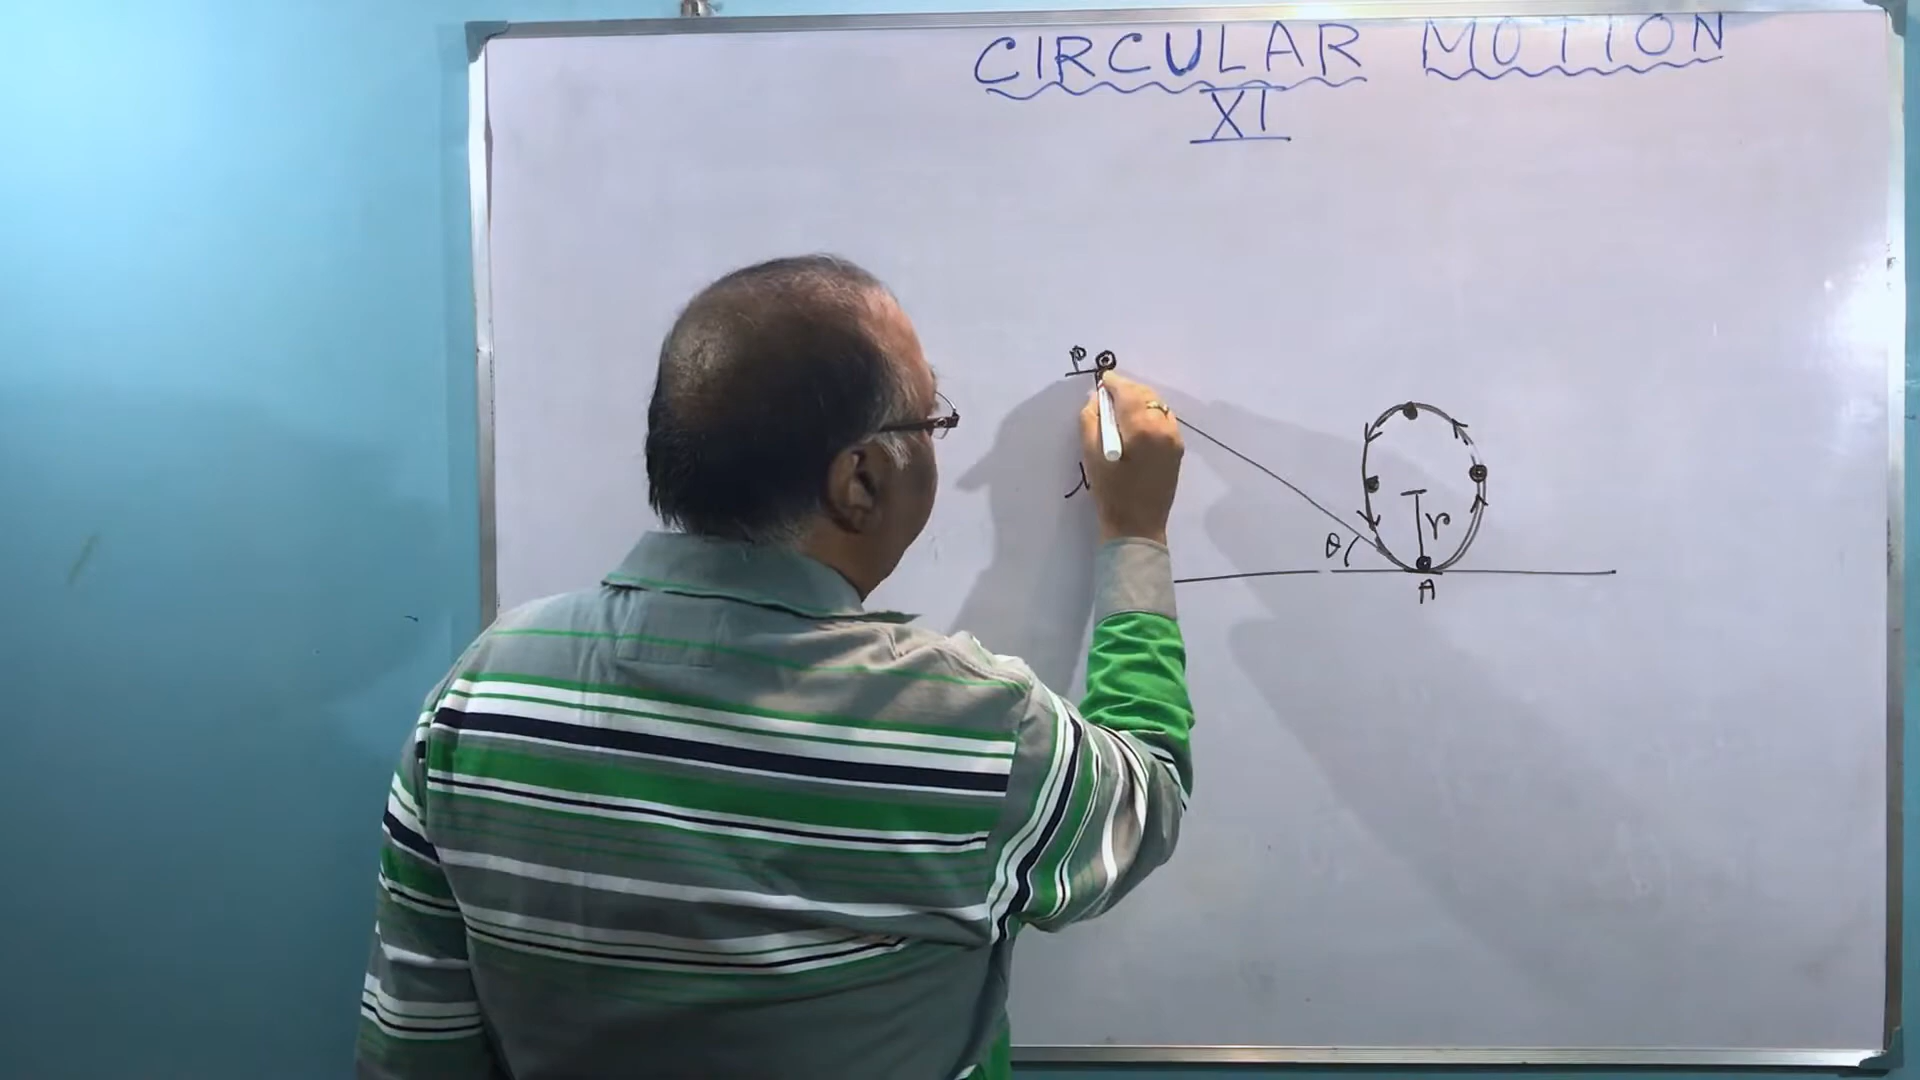 CIRCULAR MOTION
XI
P
r
θ
A